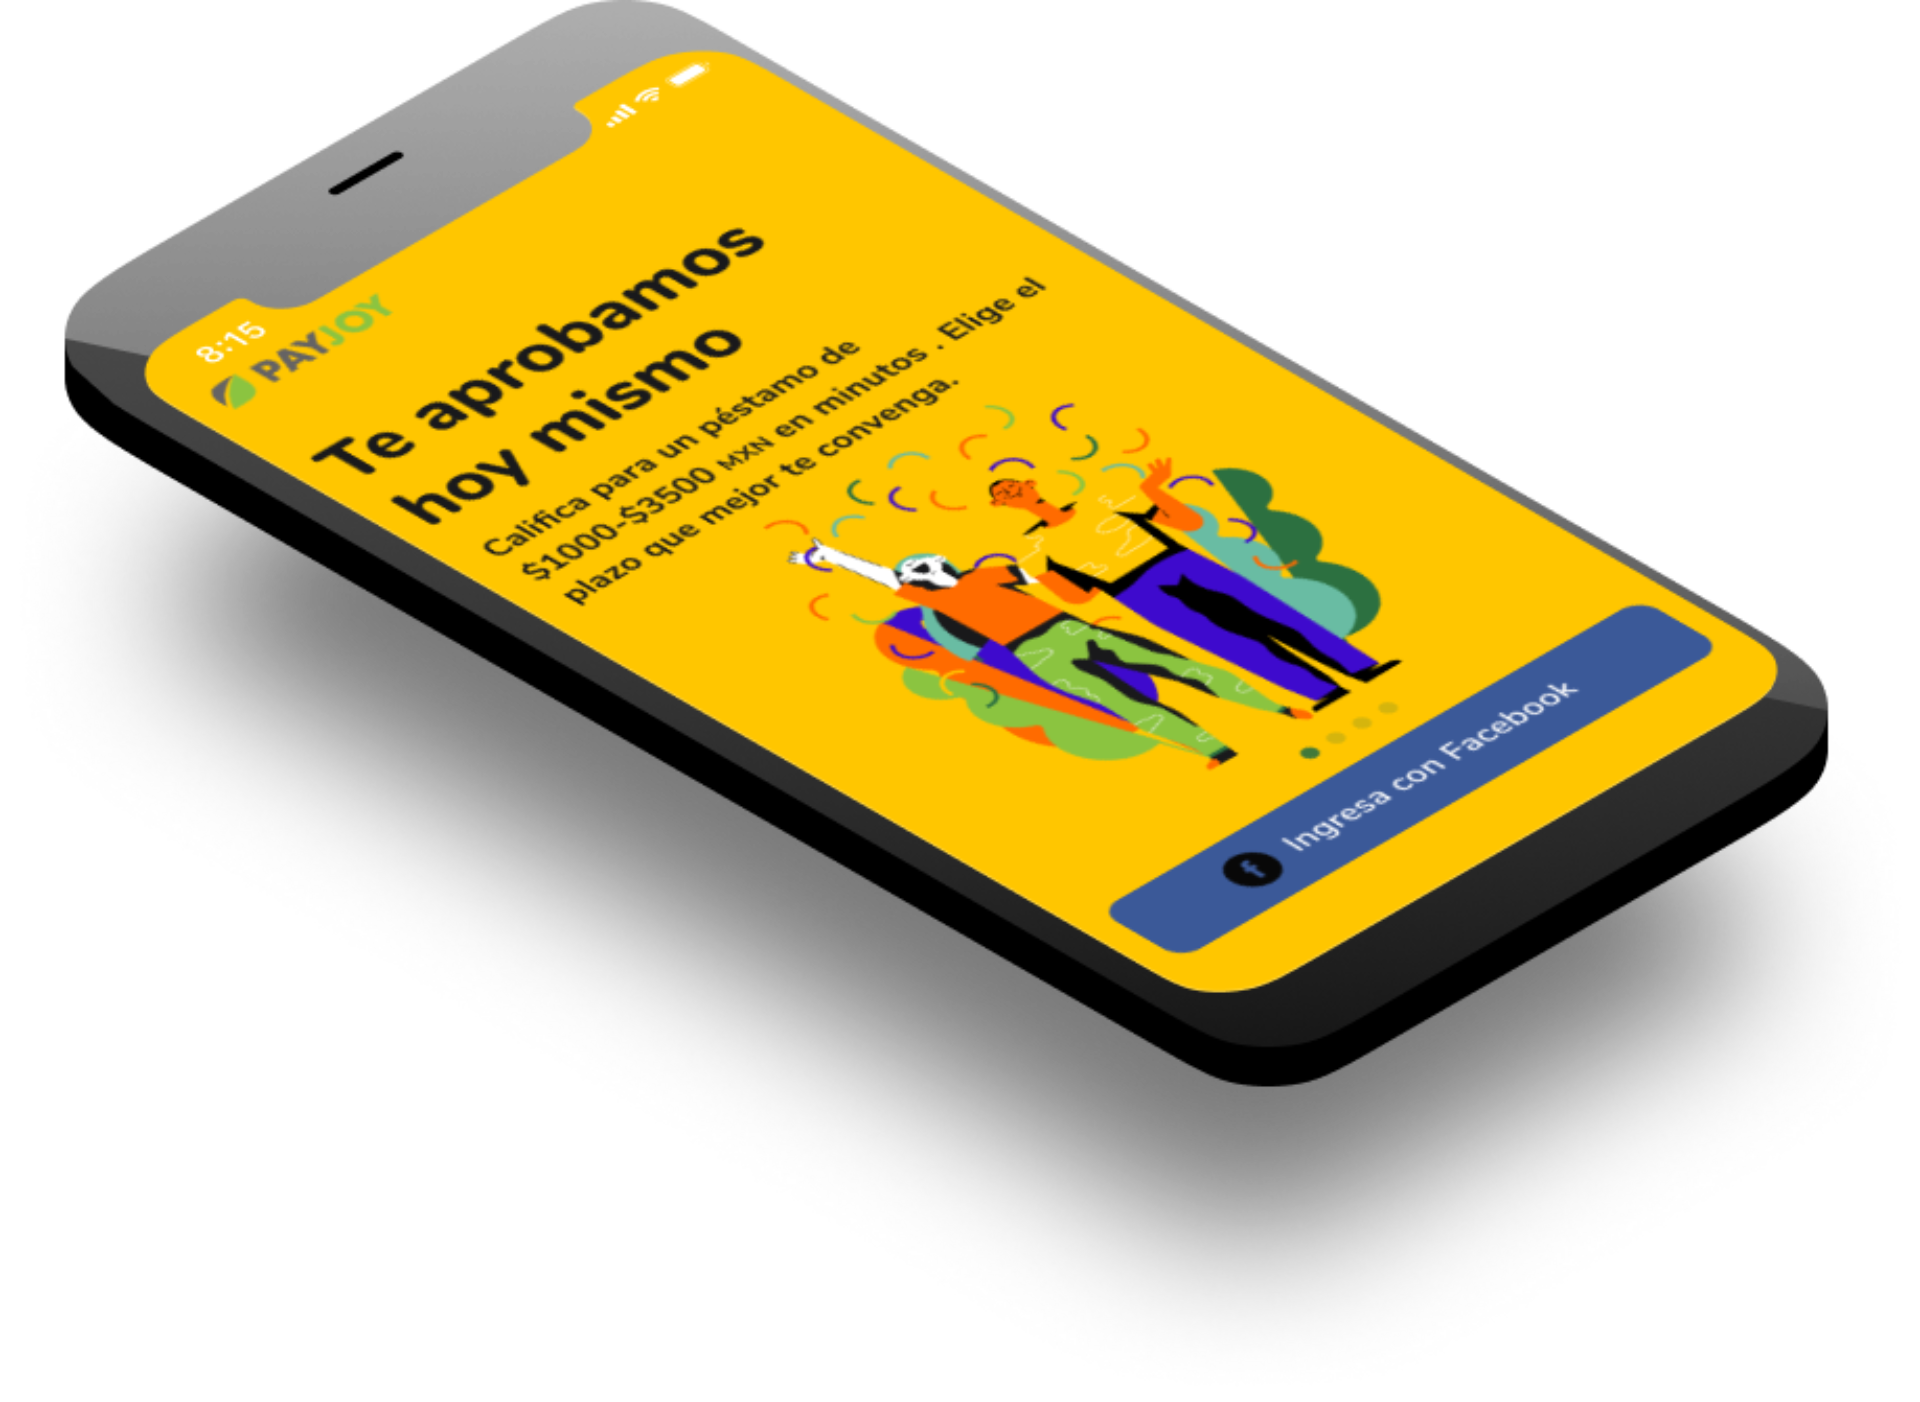 8:15
PAYJOY
Te aprobamos
hoy mismo
Califica para un péstamo de
$1000-$3500 MXN en minutos . Elige el
plazo que mejor te convenga.
f Ingresa con Facebook